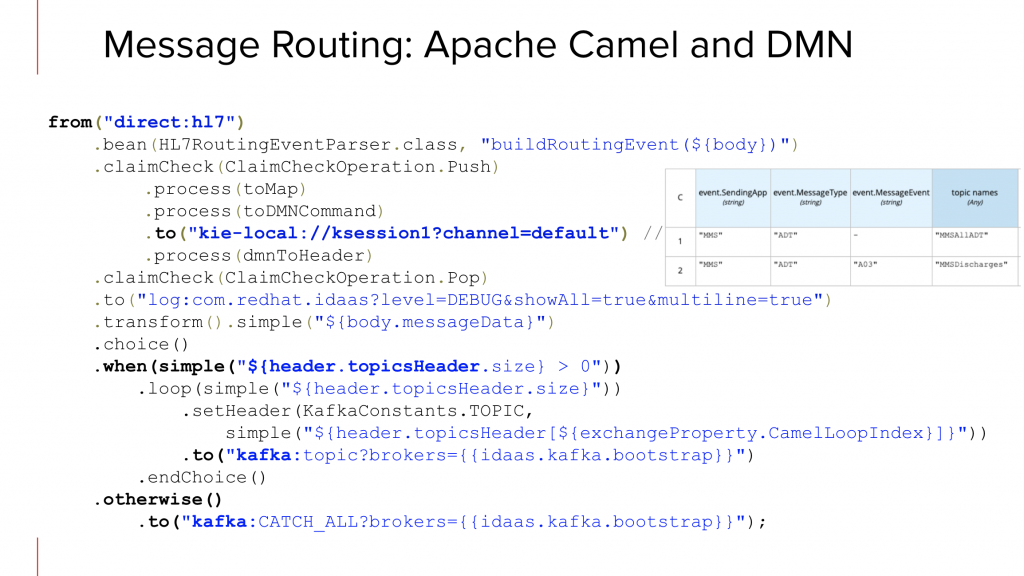 Message Routing: Apache Camel and DMN
from("direct:hl7")
.bean(HL7RoutingEventParser.class, "buildRoutingEvent(${body})")
.claimCheck(ClaimCheckOperation.Push)
.process(toMap)
.process(toDMNCommand)
.to("kie-local://ksession1?channel=default") //
.process(dmnToHeader)
.claimCheck(ClaimCheckOperation.Pop)
.to("log:com.redhat.idaas?level=DEBUG&showAll=true&multiline=true")
.transform().simple("${body.messageData}")
.choice()
.when(simple("${header.topicsHeader.size} > 0"))
.loop(simple("${header.topicsHeader.size}"))
.setHeader(KafkaConstants.TOPIC,
simple("${header.topicsHeader[${exchangeProperty.CamelLoopIndex}]}"))
.to("kafka:topic?brokers={{idaas.kafka.bootstrap}}")
.endChoice()
.otherwise()
.to("kafka:CATCH_ALL?brokers={{idaas.kafka.bootstrap}}");
C event.SendingApp event.MessageType event.MessageEvent topic names
(string) (string) (string) (Any)
1 "MMS" "ADT" - "MMSAllADT"
2 "MMS" "ADT" "A03" "MMSDischarges"